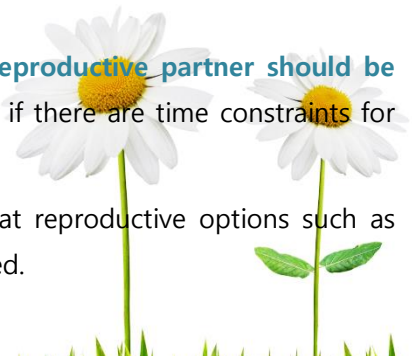 eproductive partner should be
if there are time constraints for
at reproductive options such as
ed.